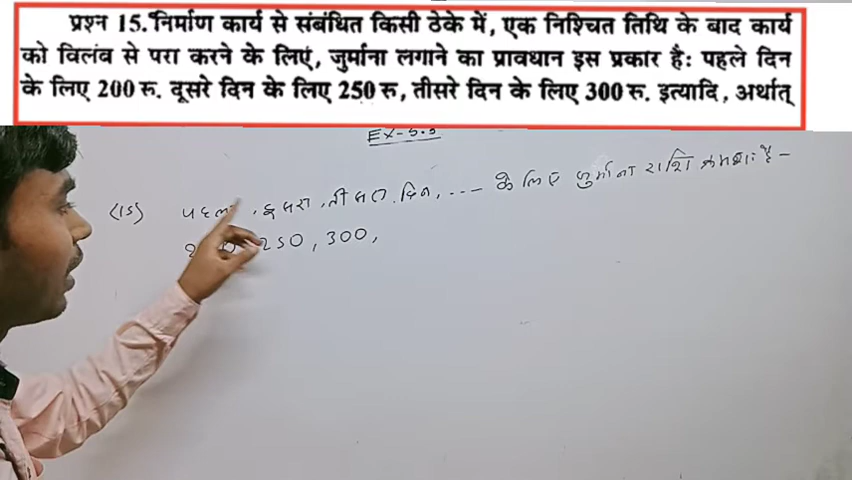 प्रश्न 15. निर्माण कार्य से संबंधित किसी ठेके में, एक निश्चित तिथि के बाद कार्य
को विलंव से परा करने के लिएं, जुर्माना लगाने का प्रावधान इस प्रकार है: पहले दिन
के लिए 200 रु. दूसरे दिन के लिए 250 रु, तीसरे दिन के लिए 300 रु. इत्यादि, अर्थात्
Ex-5.3
(15) पहला, दूसरा, तीसरा दिन, --- के लिए जुर्माना राशि क्रमशः है -
250, 300,